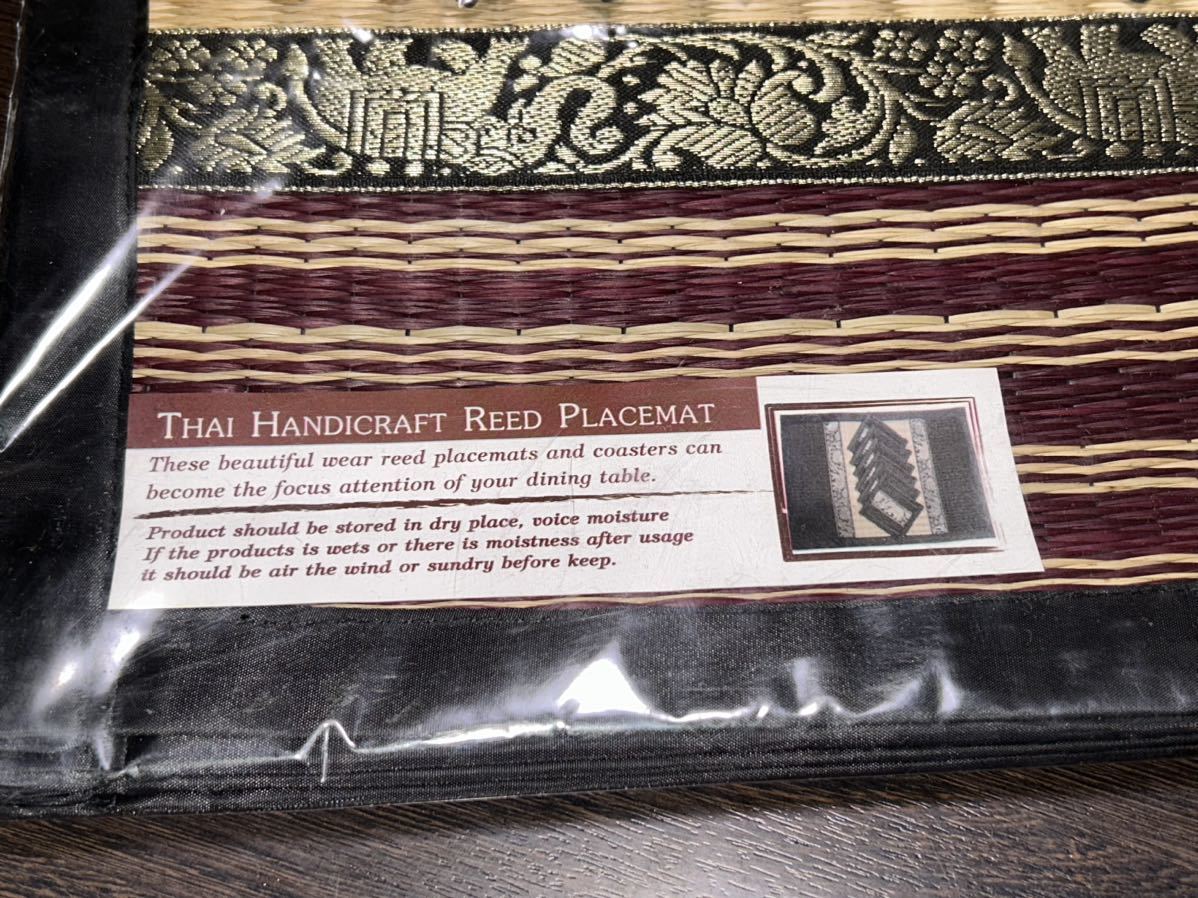 THAI HANDICRAFT REED PLACEMAT
These beautiful wear reed placemats and coasters can
become the focus attention of your dining table.
Product should be stored in dry place, voice moisture
If the products is wets or there is moistness after usage
it should be air the wind or sundry before keep.